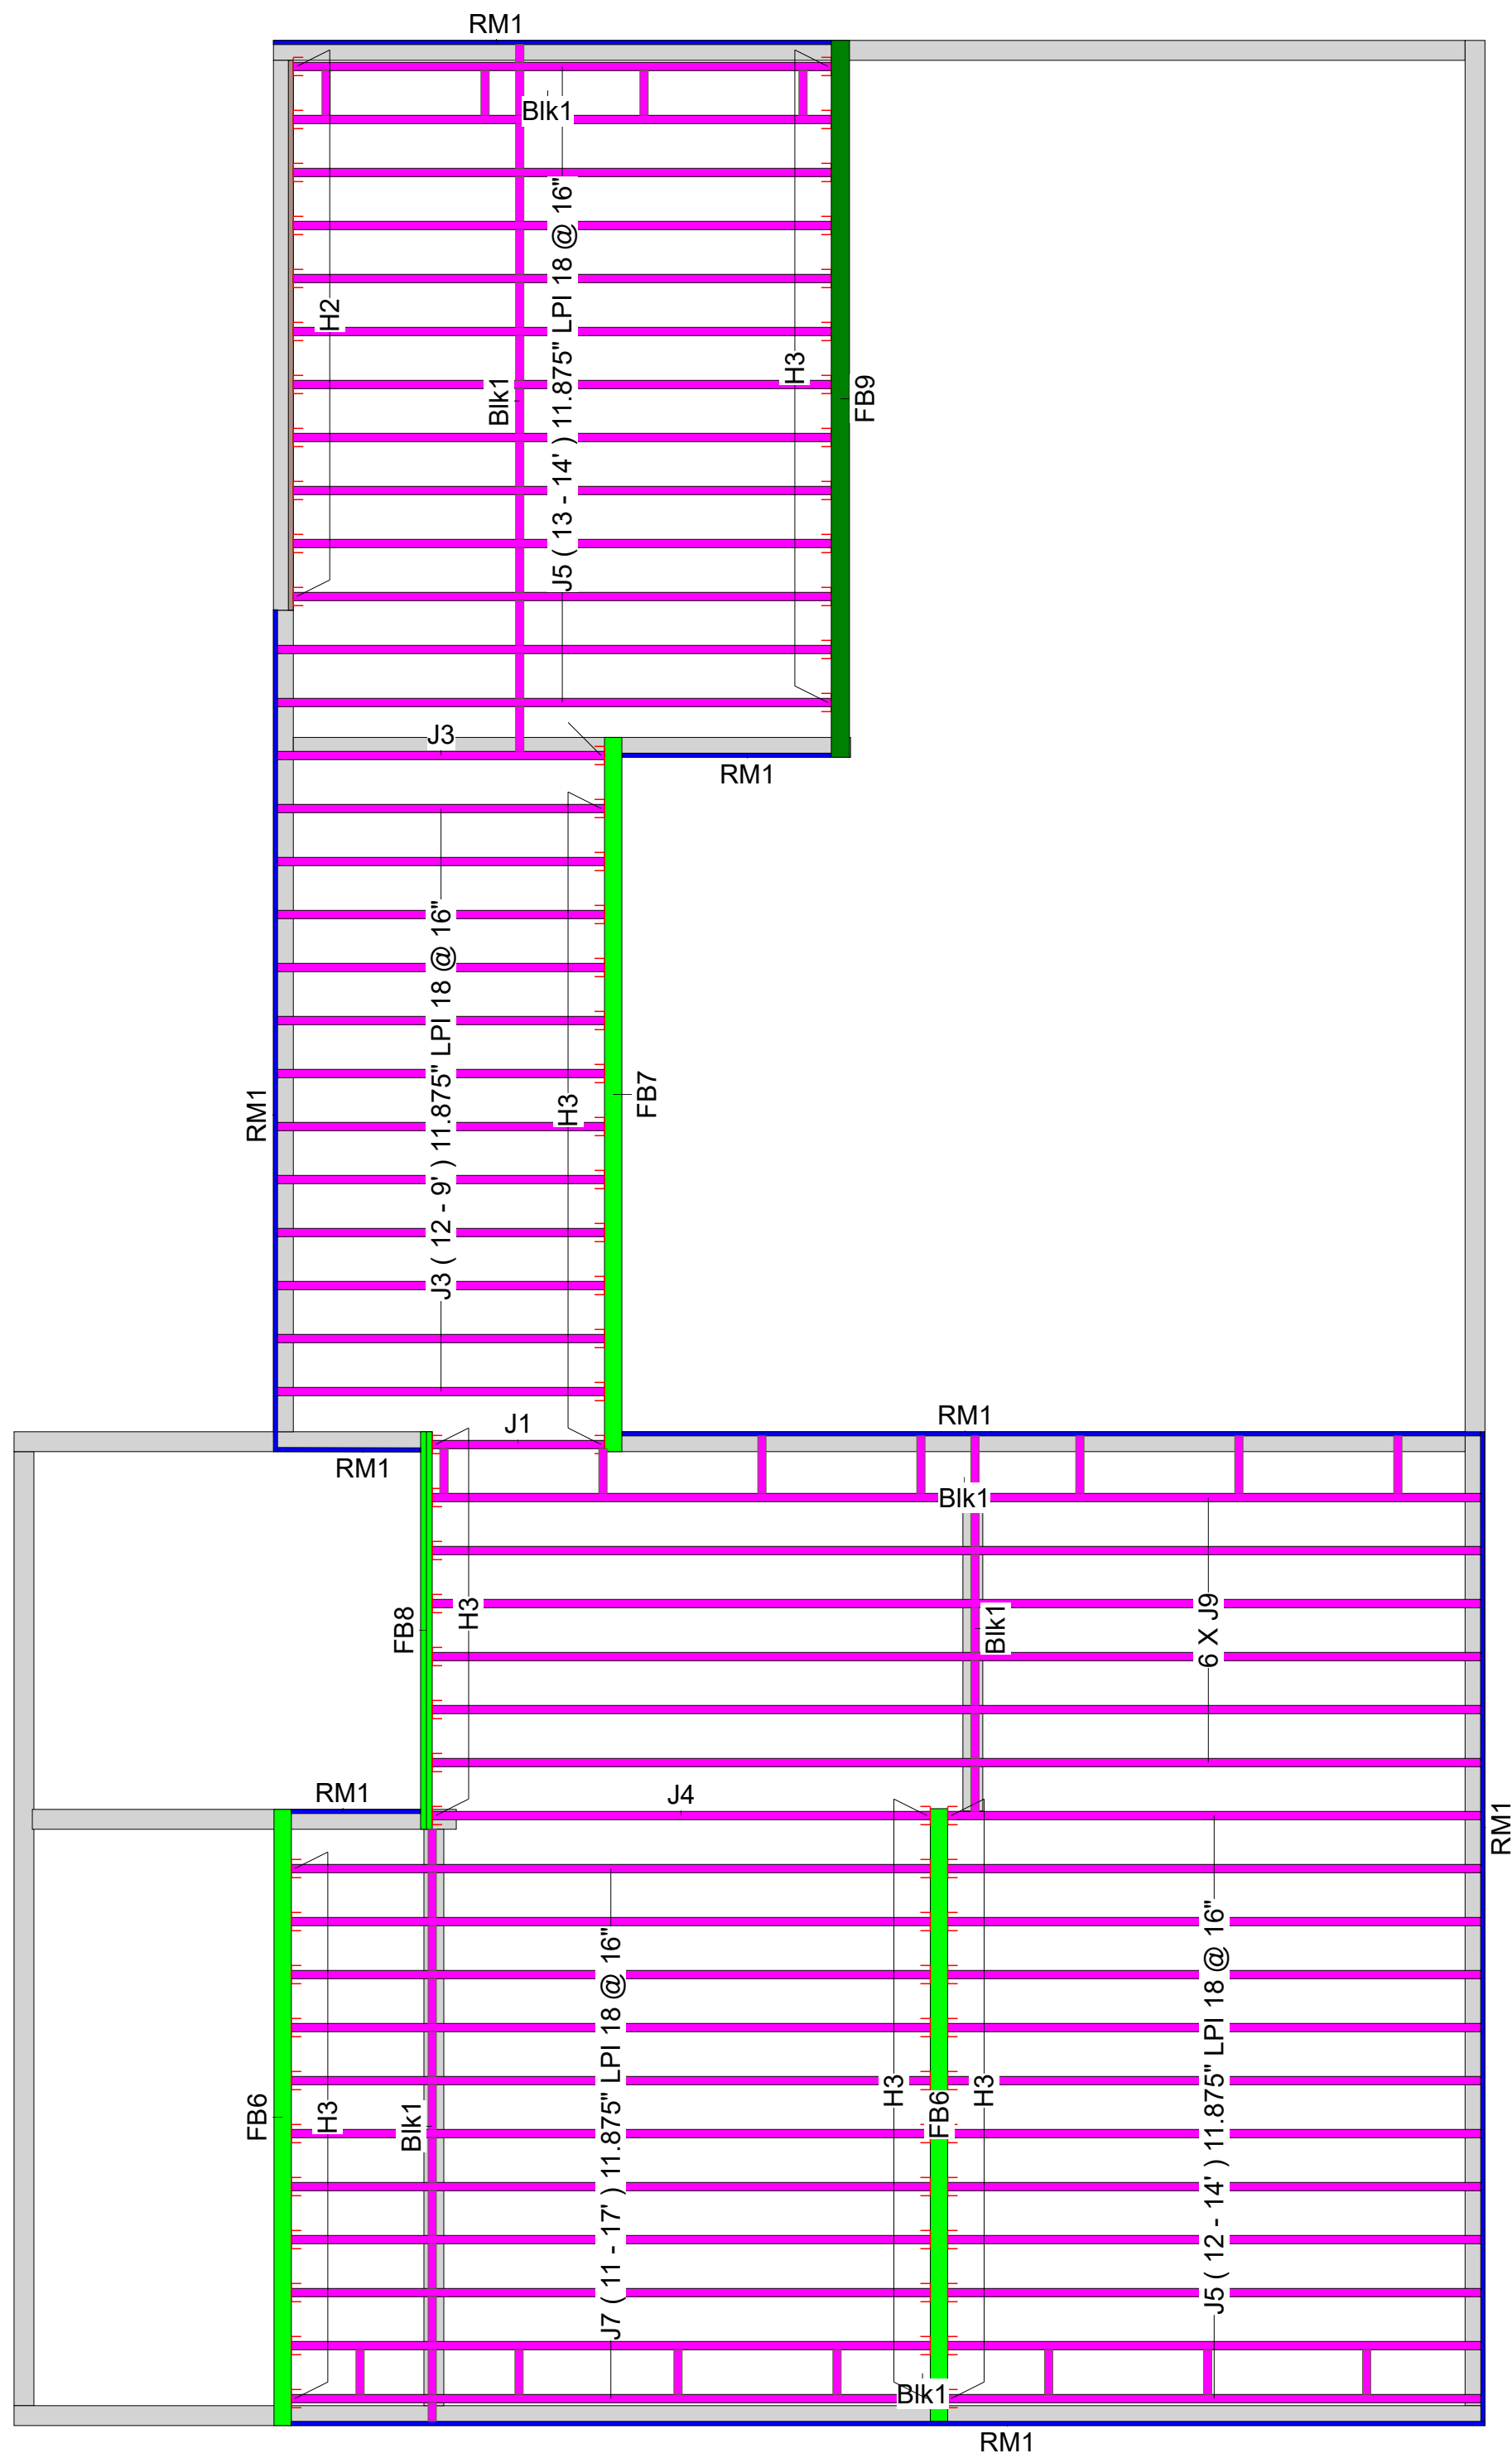 RM1
Blk1
H2
J5 ( 13 - 14' ) 11.875" LPI 18 @ 16"
H3
Blk1
FB9
J3
RM1
J3 ( 12 - 9' ) 11.875" LPI 18 @ 16"
H3
FB7
RM1
J1
RM1
RM1
Blk1
H3
FB8
Blk1
6 X J9
RM1
J4
RM1
J7 ( 11 - 17' ) 11.875" LPI 18 @ 16"
J5 ( 12 - 14' ) 11.875" LPI 18 @ 16"
FB6
H3
Blk1
H3
FB6
H3
Blk1
RM1